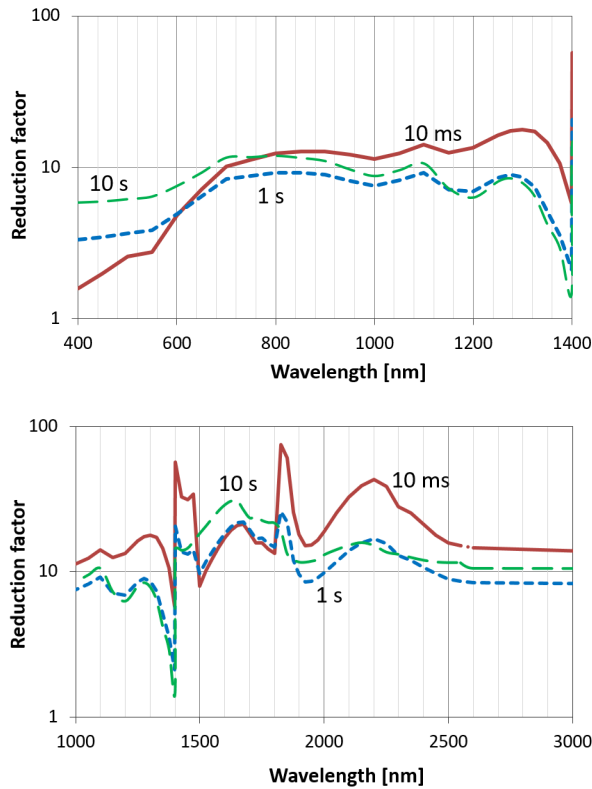 100
10 ms
10
10 s
1 s
1
400 600 800 1000 1200 1400
Wavelength [nm]
Reduction factor
100
10 s 10 ms
10
1 s
1
1000 1500 2000 2500 3000
Wavelength [nm]
Reduction factor